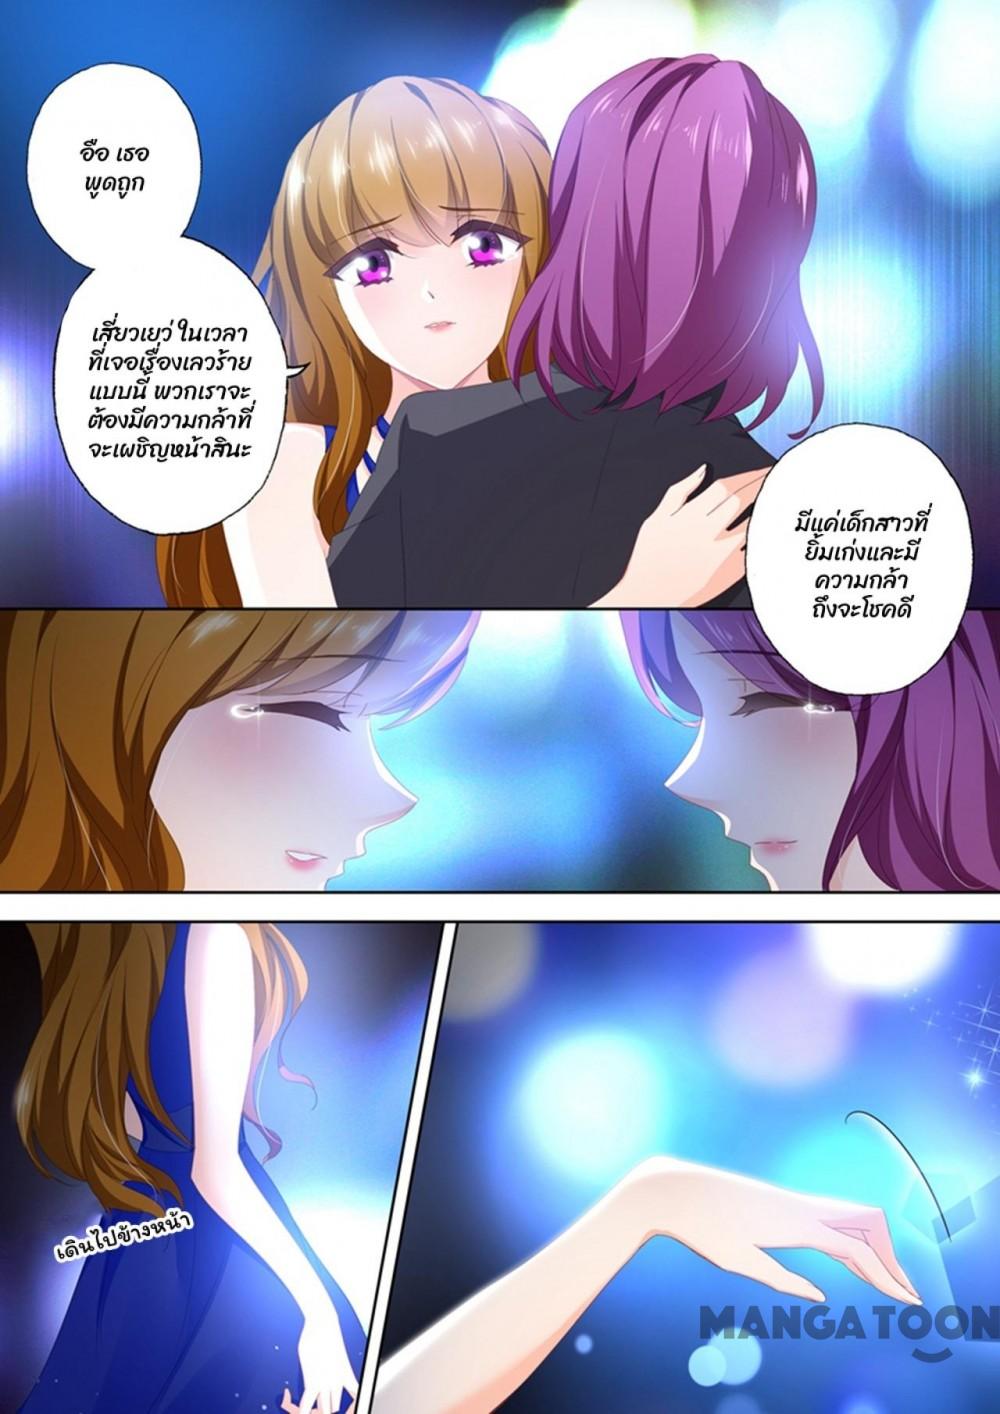 อือ เธอ
พูดถูก
เสี่ยวเยว่ ในเวลา
ที่เจอเรื่องเลวร้าย
แบบนี้ พวกเราจะ
ต้องมีความกล้าที่
จะเผชิญหน้าสินะ
มีแค่เด็กสาวที่
ยิ้มเก่งและมี
ความกล้า
ถึงจะโชคดี
เดินไปข้างหน้า
MANGATOON